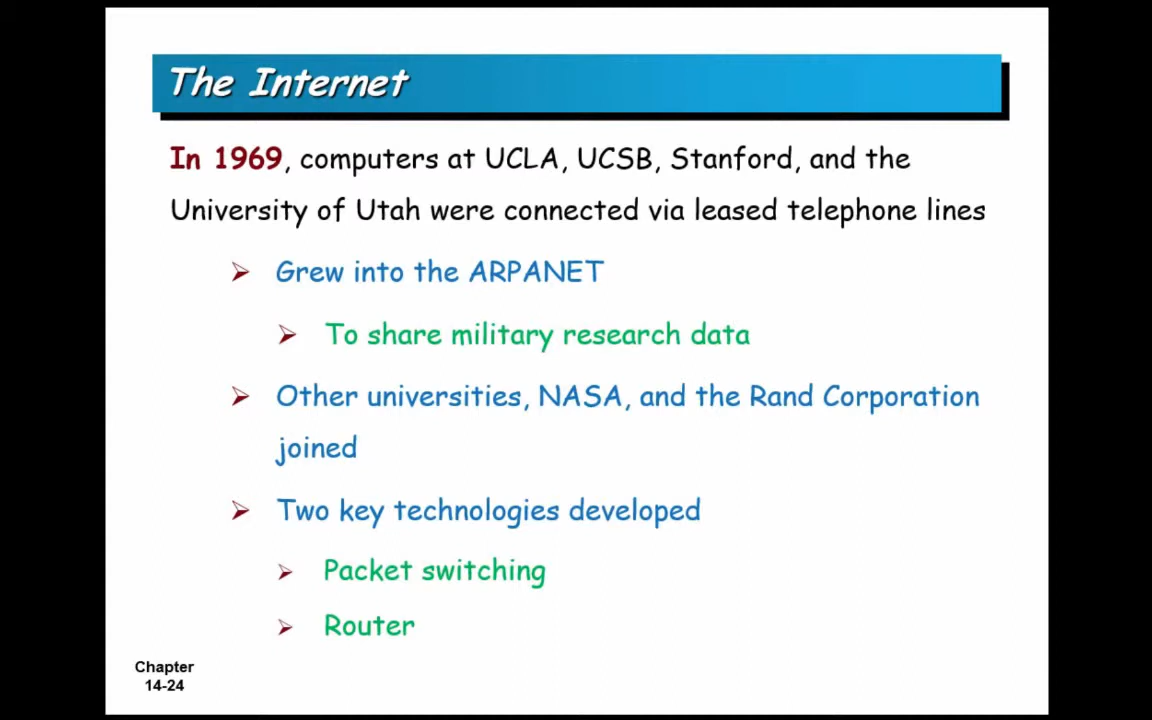 The Internet
In 1969, computers at UCLA, UCSB, Stanford, and the
University of Utah were connected via leased telephone lines
Grew into the ARPANET
To share military research data
Other universities, NASA, and the Rand Corporation
joined
Two key technologies developed
Packet switching
Router
Chapter
14-24